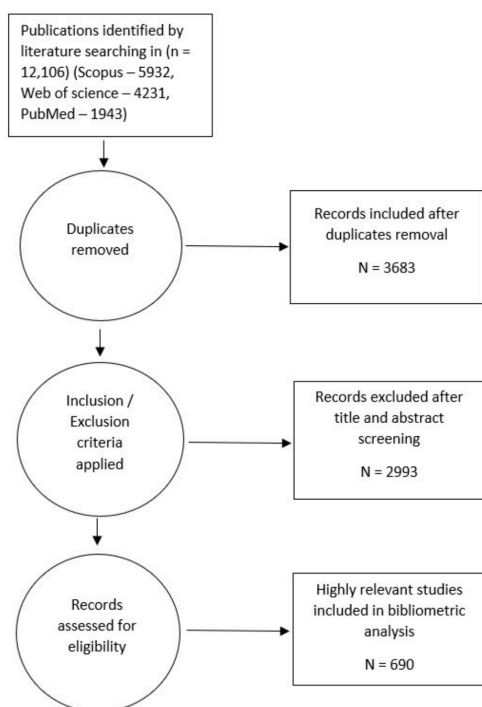 Publications identified by
literature searching in (n =
12,106) (Scopus – 5932,
Web of science – 4231,
PubMed – 1943)
Duplicates
removed
Records included after
duplicates removal
N = 3683
Inclusion /
Exclusion
criteria
applied
Records excluded after
title and abstract
screening
N = 2993
Records
assessed for
eligibility
Highly relevant studies
included in bibliometric
analysis
N = 690